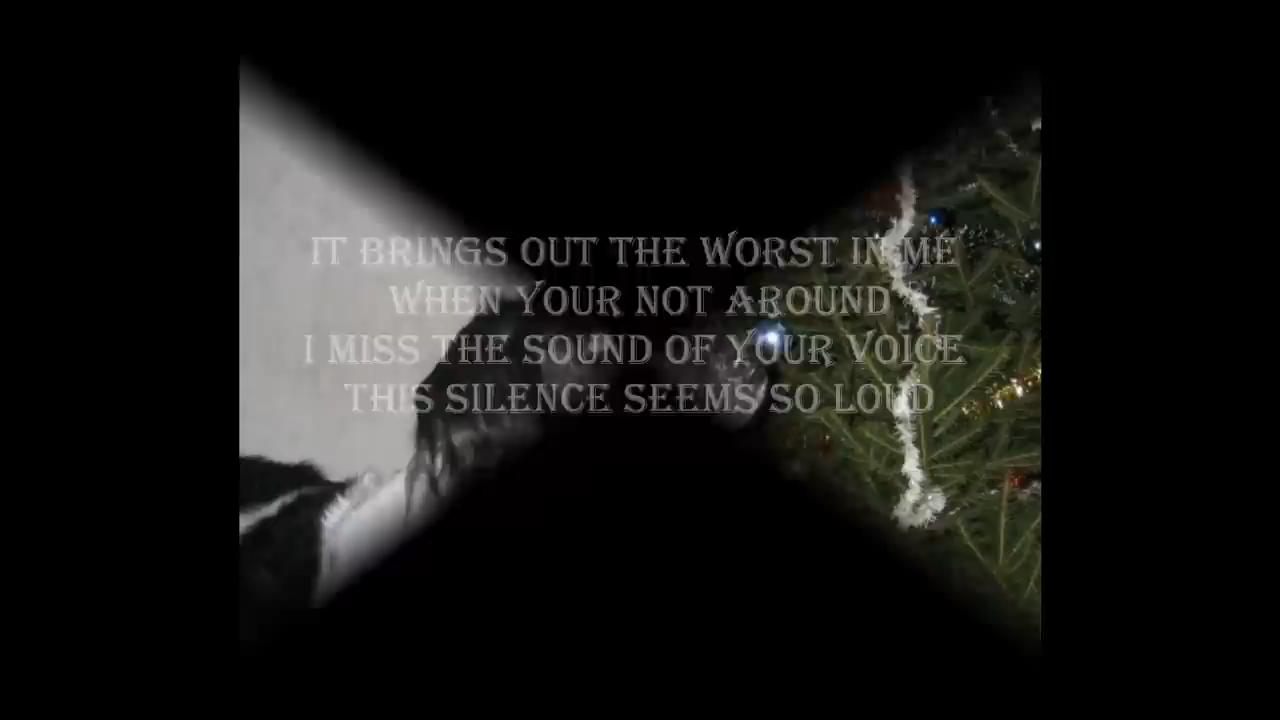 IT BRINGS OUT THE WORST IN ME
WHEN YOUR NOT AROUND
I MISS THE SOUND OF YOUR VOICE
THIS SILENCE SEEMS SO LOUD